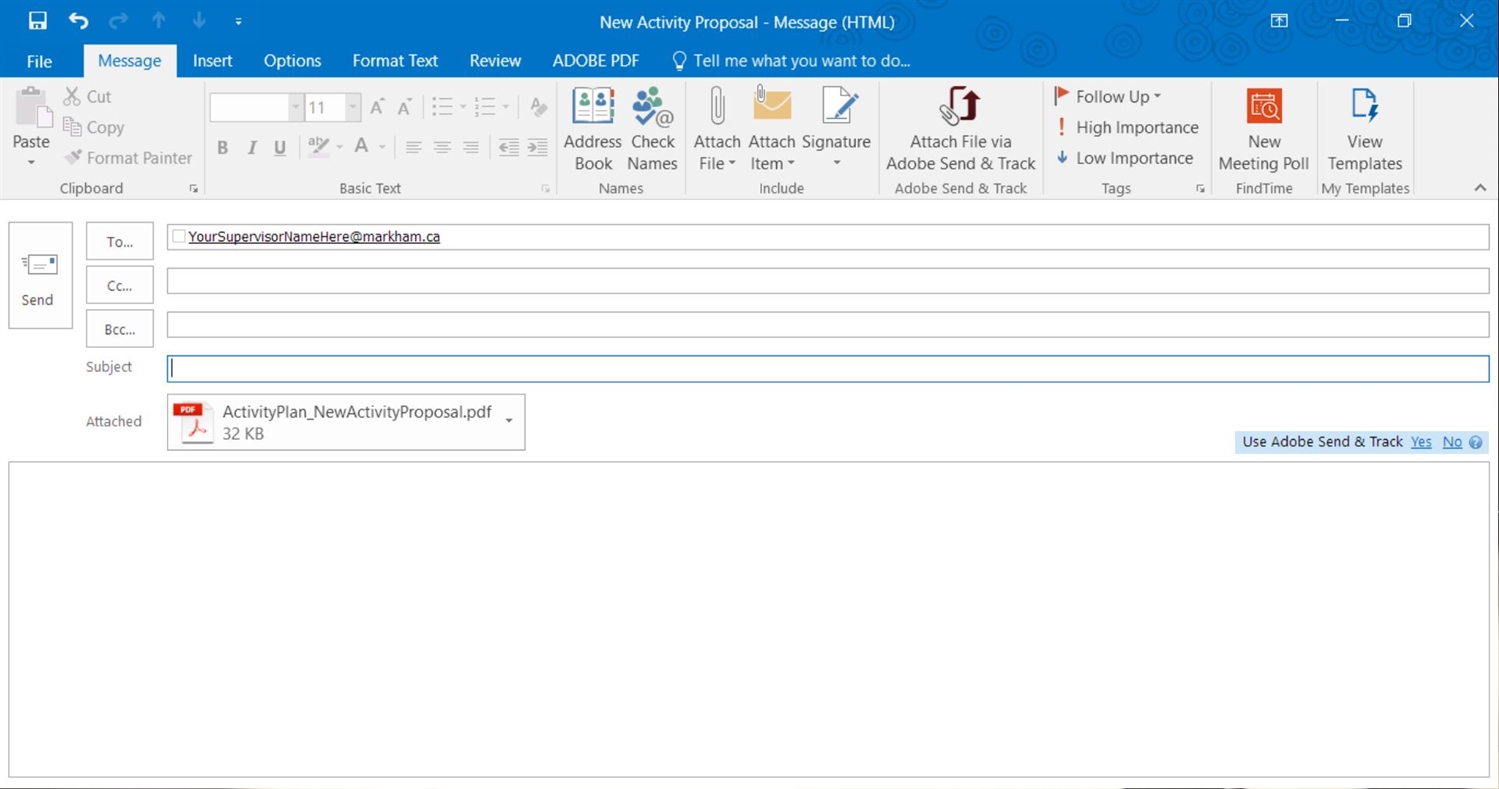 New Activity Proposal - Message (HTML)
File Message Insert Options Format Text Review ADOBE PDF Tell me what you want to do...
Paste
Cut
Copy
Format Painter
Clipboard
11
B I U
Basic Text
Address Book
Check Names
Names
Attach File
Attach Item
Signature
Include
Attach File via
Adobe Send & Track
Adobe Send & Track
Follow Up
High Importance
Low Importance
Tags
New
Meeting Poll
FindTime
View
Templates
My Templates
Send
To...
YourSupervisorNameHere@markham.ca
Cc...
Bcc...
Subject
Attached
PDF
ActivityPlan_NewActivityProposal.pdf
32 KB
Use Adobe Send & Track Yes No